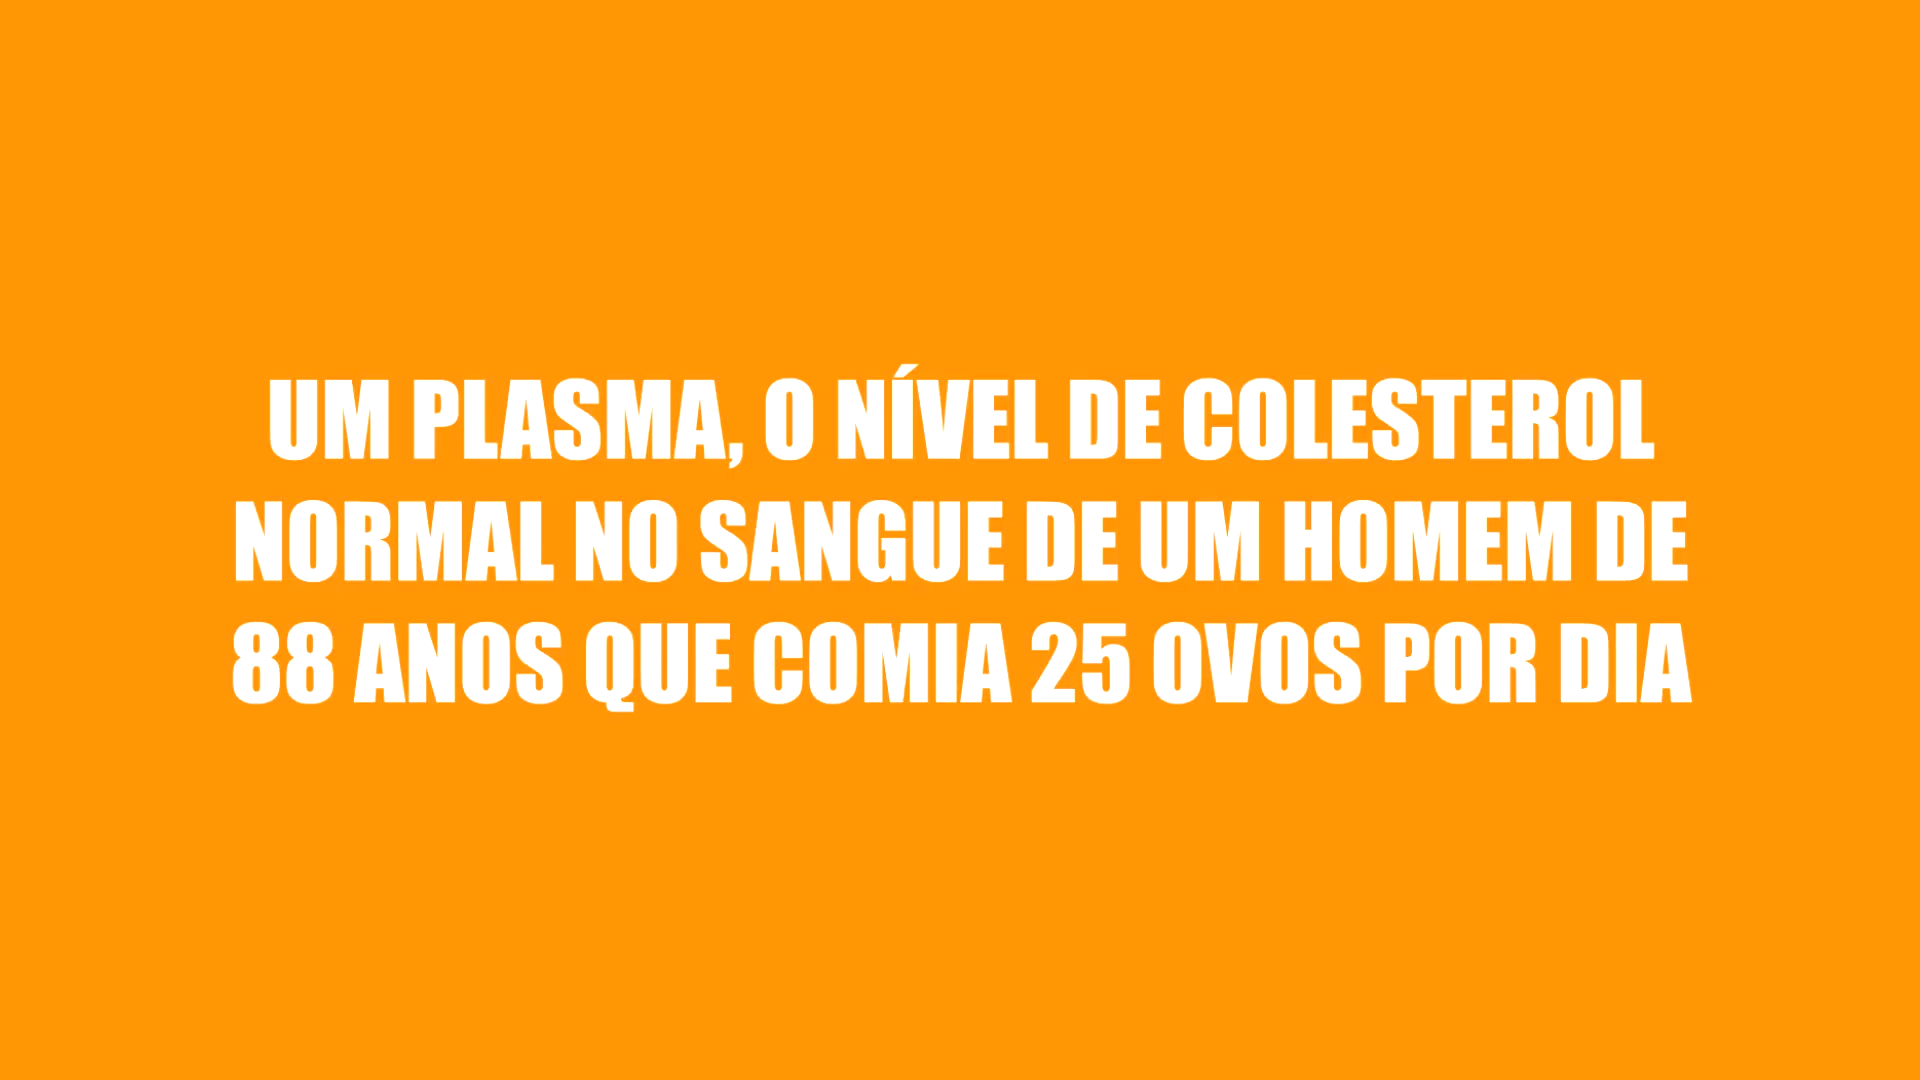 UM PLASMA, O NÍVEL DE COLESTEROL
NORMAL NO SANGUE DE UM HOMEM DE
88 ANOS QUE COMIA 25 OVOS POR DIA